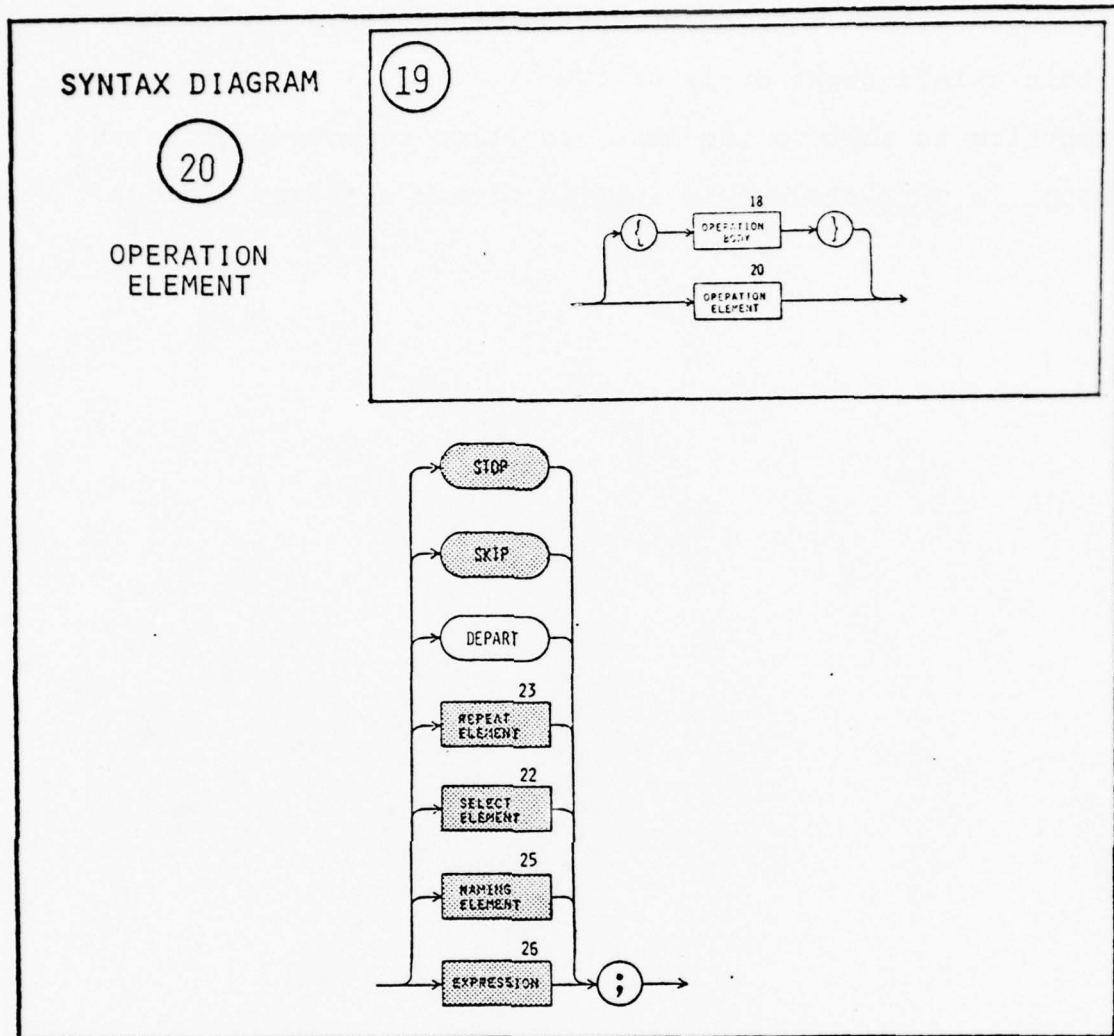 SYNTAX DIAGRAM
20
OPERATION
ELEMENT
19
18
{
OPERATION
BODY
}
20
OPERATION
ELEMENT
STOP
SKIP
DEPART
23
REPEAT
ELEMENT
22
SELECT
ELEMENT
25
NAMING
ELEMENT
26
EXPRESSION
;